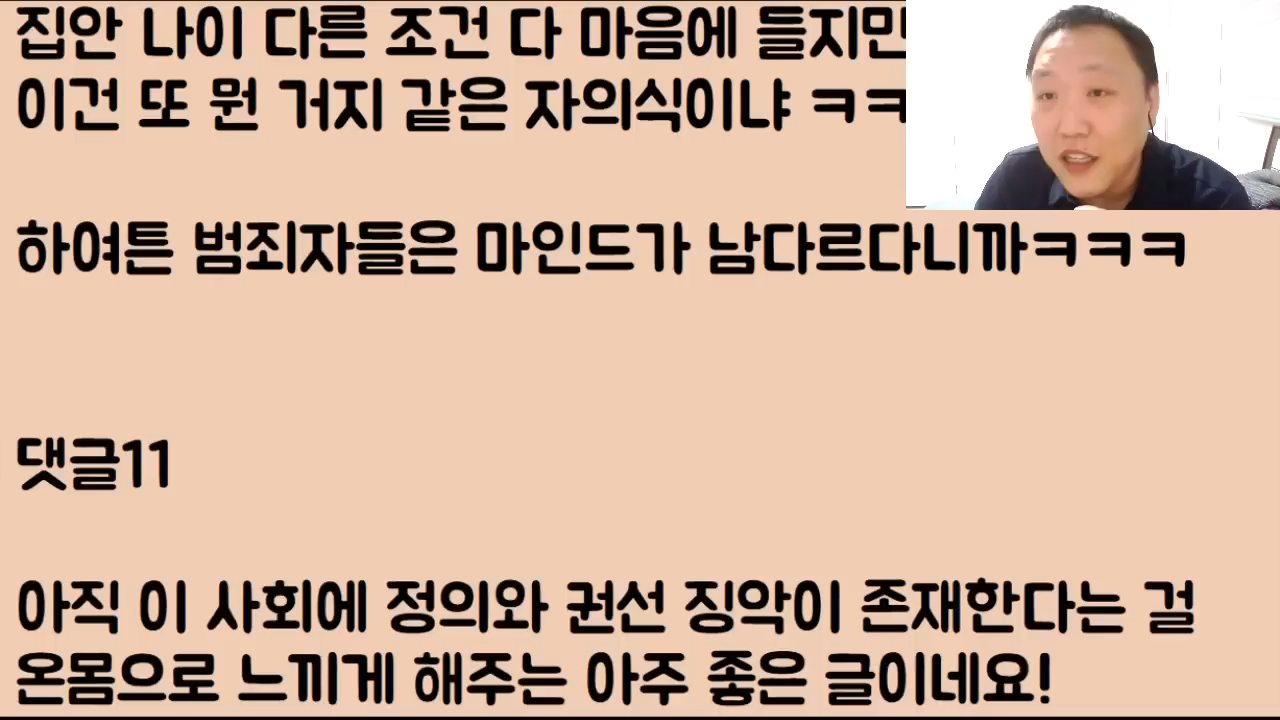 집안 나이 다른 조건 다 마음에 들지만
이건 또 뭔 거지 같은 자의식이냐 ㅋㅋ
하여튼 범죄자들은 마인드가 남다르다니까ㅋㅋㅋ
댓글11
아직 이 사회에 정의와 권선 징악이 존재한다는 걸
온몸으로 느끼게 해주는 아주 좋은 글이네요!